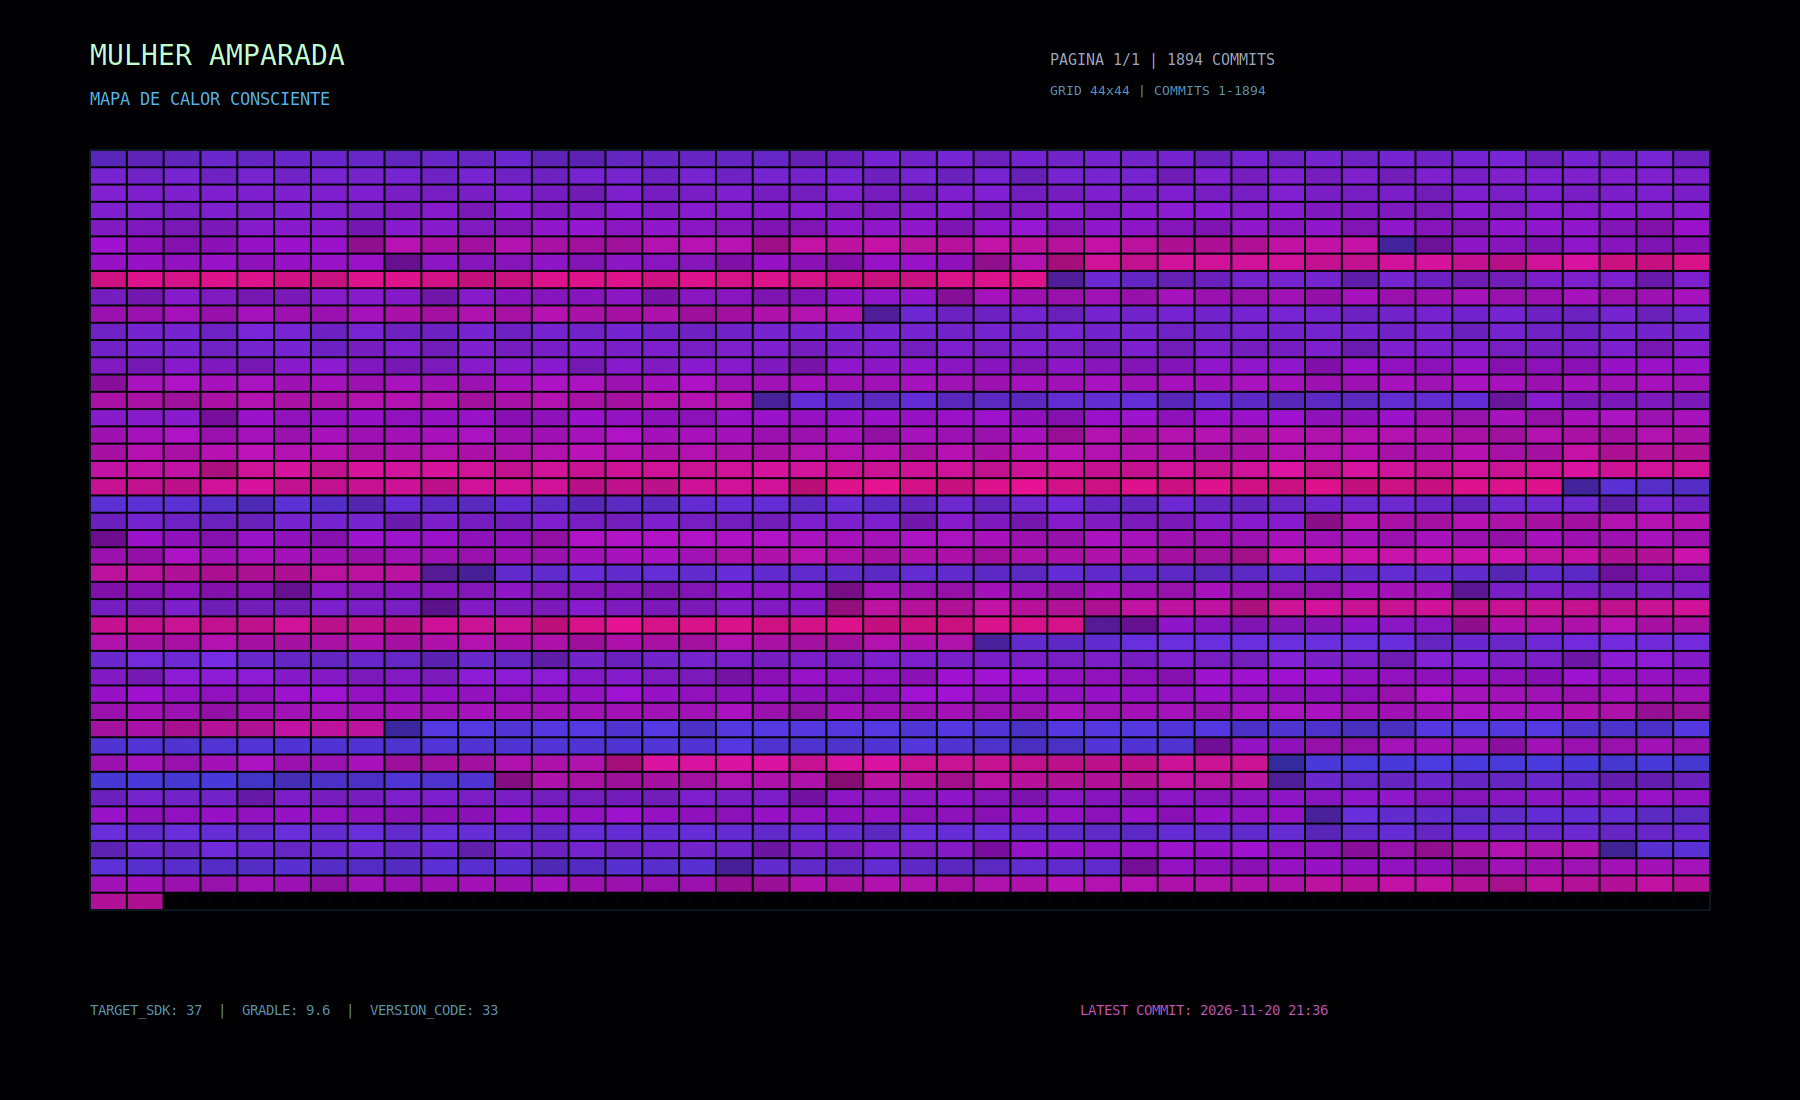 MULHER AMPARADA
MAPA DE CALOR CONSCIENTE
PAGINA 1/1 | 1894 COMMITS
GRID 44x44 | COMMITS 1-1894
TARGET_SDK: 37 | GRADLE: 9.6 | VERSION_CODE: 33
LATEST COMMIT: 2026-11-20 21:36